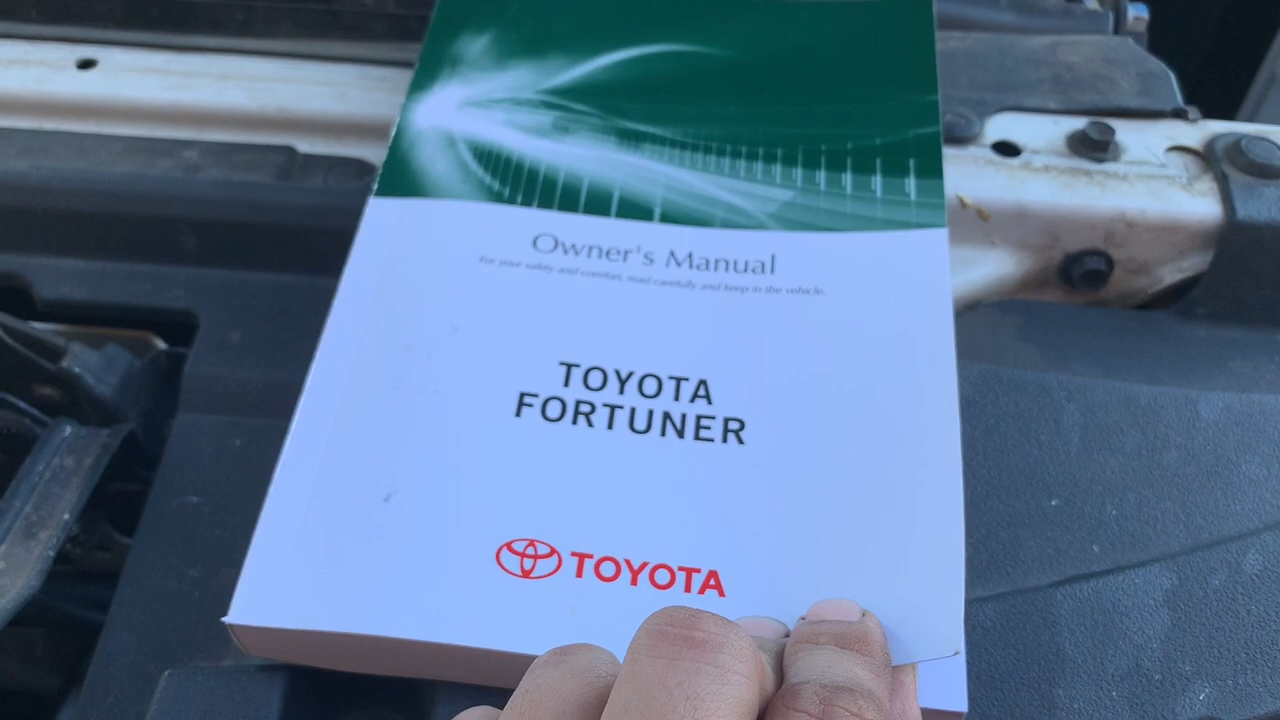 Owner's Manual
For your safety and comfort, read carefully and keep in the vehicle.
TOYOTA
FORTUNER
TOYOTA